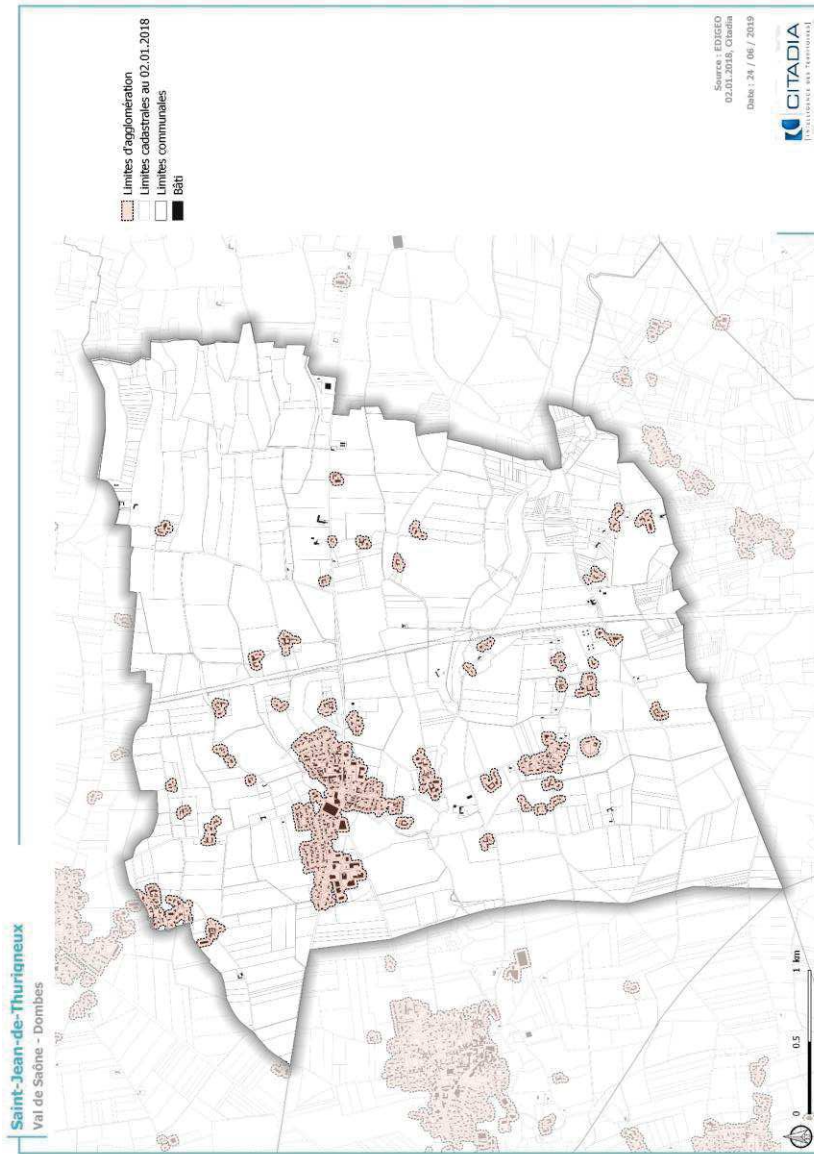 Saint-Jean-de-Thurigneux
Val de Saône - Dombes
Limites d'agglomération
Limites cadastrales au 02.01.2018
Limites communales
Bâti
0 0.5 1 km
Source : EDIGEO
02.01.2018, Citadia
Date : 24 / 06 / 2019
CITADIA